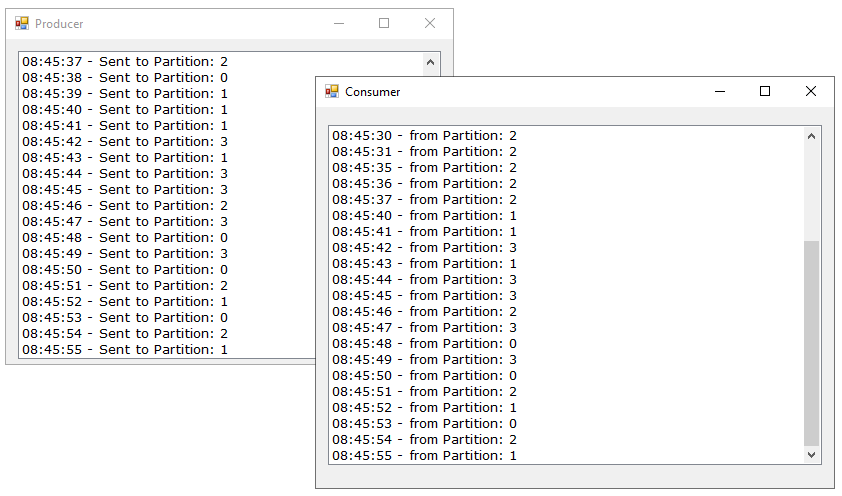 Producer
08:45:37 - Sent to Partition: 2
08:45:38 - Sent to Partition: 0
08:45:39 - Sent to Partition: 1
08:45:40 - Sent to Partition: 1
08:45:41 - Sent to Partition: 1
08:45:42 - Sent to Partition: 3
08:45:43 - Sent to Partition: 1
08:45:44 - Sent to Partition: 3
08:45:45 - Sent to Partition: 3
08:45:46 - Sent to Partition: 2
08:45:47 - Sent to Partition: 3
08:45:48 - Sent to Partition: 0
08:45:49 - Sent to Partition: 3
08:45:50 - Sent to Partition: 0
08:45:51 - Sent to Partition: 2
08:45:52 - Sent to Partition: 1
08:45:53 - Sent to Partition: 0
08:45:54 - Sent to Partition: 2
08:45:55 - Sent to Partition: 1
Consumer
08:45:30 - from Partition: 2
08:45:31 - from Partition: 2
08:45:35 - from Partition: 2
08:45:36 - from Partition: 2
08:45:37 - from Partition: 2
08:45:40 - from Partition: 1
08:45:41 - from Partition: 1
08:45:42 - from Partition: 3
08:45:43 - from Partition: 1
08:45:44 - from Partition: 3
08:45:45 - from Partition: 3
08:45:46 - from Partition: 2
08:45:47 - from Partition: 3
08:45:48 - from Partition: 0
08:45:49 - from Partition: 3
08:45:50 - from Partition: 0
08:45:51 - from Partition: 2
08:45:52 - from Partition: 1
08:45:53 - from Partition: 0
08:45:54 - from Partition: 2
08:45:55 - from Partition: 1